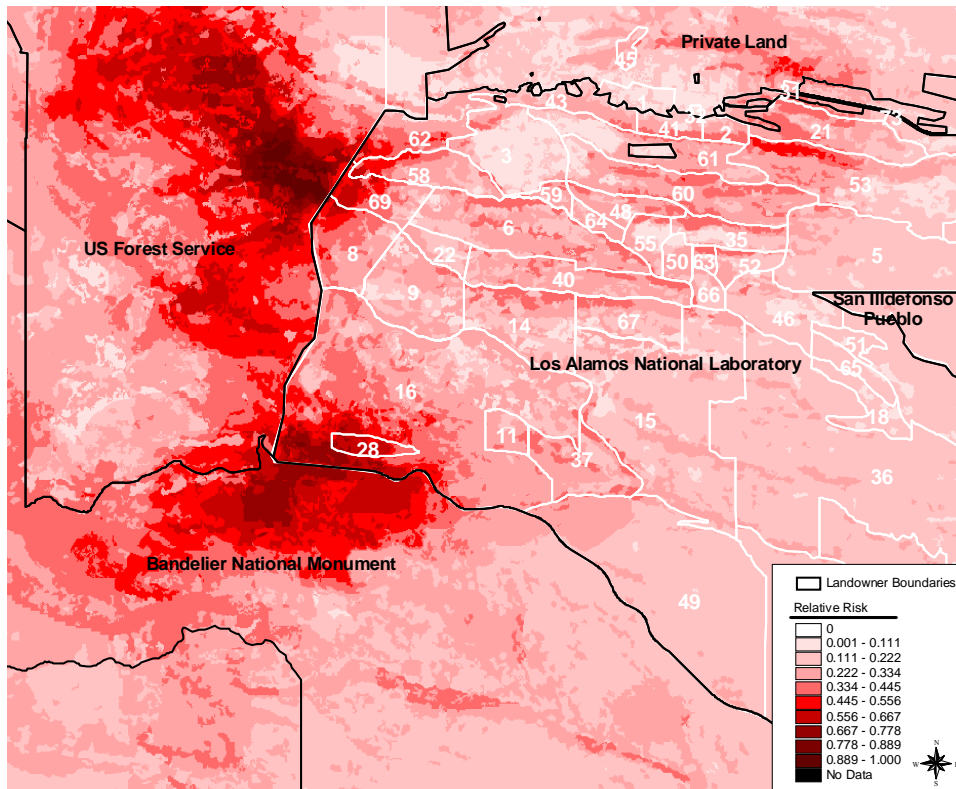 45
Private Land
31
43
41
2
21
62
3
61
58
53
69
59
60
48
64
6
35
55
US Forest Service
8
22
5
50
63
52
40
9
66
San Ildefonso
Pueblo
14
67
46
51
Los Alamos National Laboratory
65
16
15
18
11
28
37
36
Bandelier National Monument
49
Landowner Boundaries
Relative Risk
0
0.001 - 0.111
0.111 - 0.222
0.222 - 0.334
0.334 - 0.445
0.445 - 0.556
0.556 - 0.667
0.667 - 0.778
0.778 - 0.889
0.889 - 1.000
No Data
N
W
S